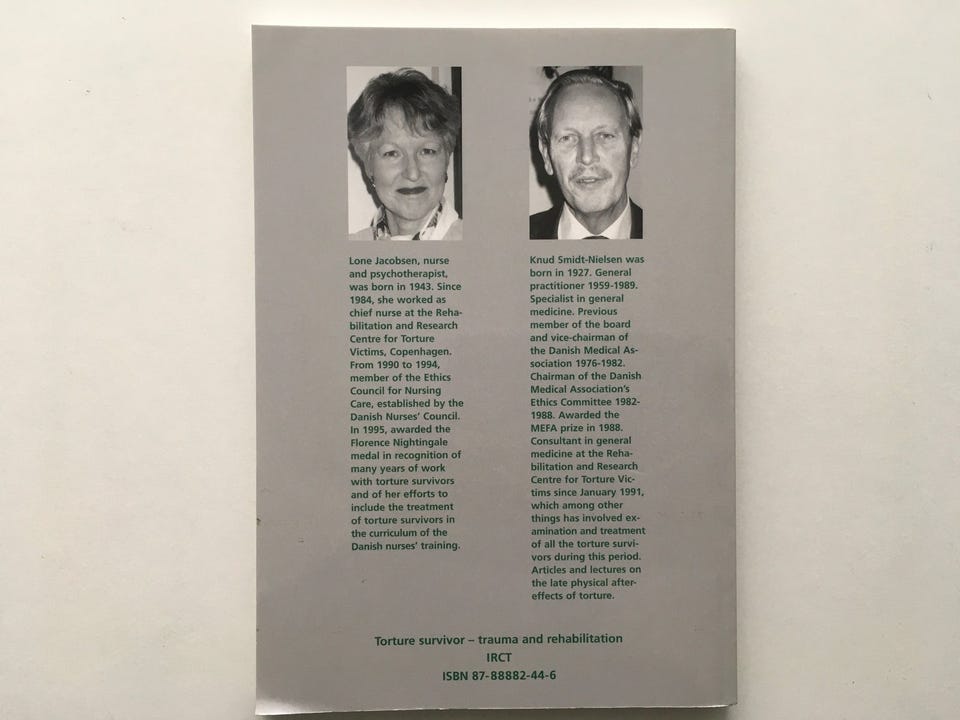 Lone Jacobsen, nurse
and psychotherapist,
was born in 1943. Since
1984, she worked as
chief nurse at the Reha-
bilitation and Research
Centre for Torture
Victims, Copenhagen.
From 1990 to 1994,
member of the Ethics
Council for Nursing
Care, established by the
Danish Nurses' Council.
In 1995, awarded the
Florence Nightingale
medal in recognition of
many years of work
with torture survivors
and of her efforts to
include the treatment
of torture survivors in
the curriculum of the
Danish nurses' training.
Knud Smidt-Nielsen was
born in 1927. General
practitioner 1959-1989.
Specialist in general
medicine. Previous
member of the board
and vice-chairman of
the Danish Medical As-
sociation 1976-1982.
Chairman of the Danish
Medical Association's
Ethics Committee 1982-
1988. Awarded the
MEFA prize in 1988.
Consultant in general
medicine at the Reha-
bilitation and Research
Centre for Torture Vic-
tims since January 1991,
which among other
things has involved ex-
amination and treatment
of all the torture survi-
vors during this period.
Articles and lectures on
the late physical after-
effects of torture.
Torture survivor – trauma and rehabilitation
IRCT
ISBN 87-88882-44-6